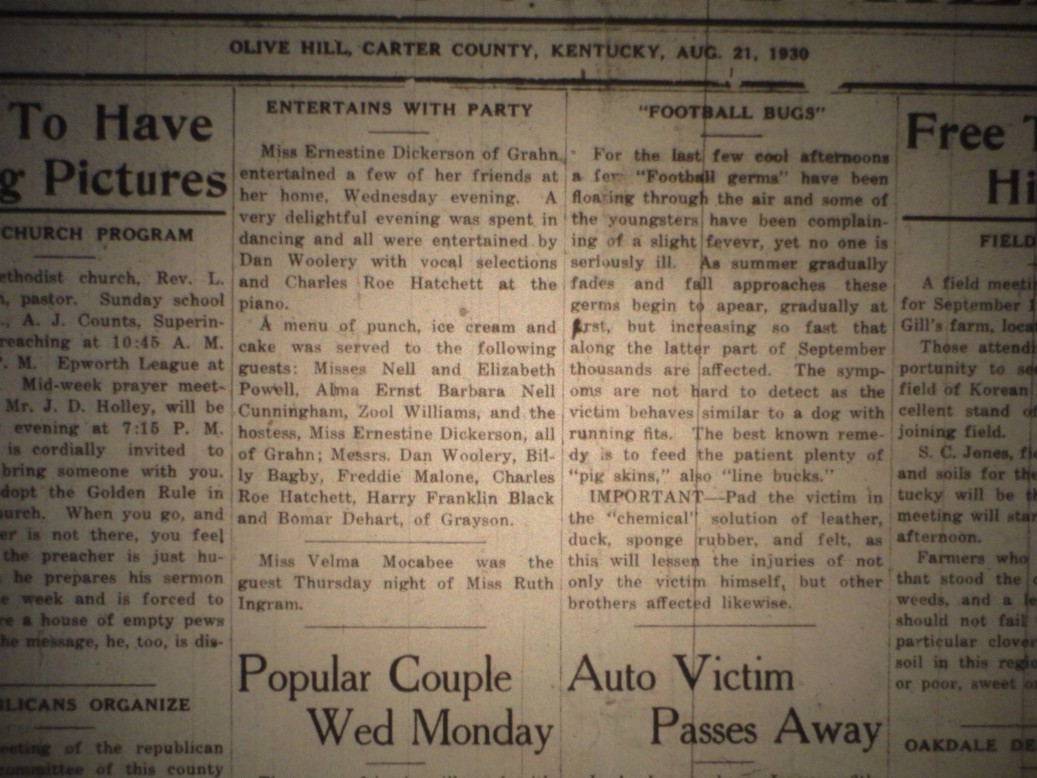 OLIVE HILL, CARTER COUNTY, KENTUCKY, AUG. 21, 1930
To Have
g Pictures
CHURCH PROGRAM
ethodist church, Rev. L.
pastor. Sunday school
A. J. Counts, Superin-
reaching at 10:45 A. M.
P. M. Epworth League at
Mid-week prayer meet-
Mr. J. D. Holley, will be
evening at 7:15 P. M.
is cordially invited to
bring someone with you.
dopt the Golden Rule in
urch. When you go, and
er is not there, you feel
the preacher is just hu-
he prepares his sermon
e week and is forced to
re a house of empty pews
he message, he, too, is dis-
LICANS ORGANIZE
eeting of the republican
committee of this county
ENTERTAINS WITH PARTY
Miss Ernestine Dickerson of Grahn,
entertained a few of her friends at
her home, Wednesday evening. A
very delightful evening was spent in
dancing and all were entertained by
Dan Woolery with vocal selections
and Charles Roe Hatchett at the
piano.
A menu of punch, ice cream and
cake was served to the following
guests: Misses Nell and Elizabeth
Powell, Alma Ernst Barbara Nell
Cunningham, Zool Williams, and the
hostess, Miss Ernestine Dickerson, all
of Grahn; Messrs. Dan Woolery, Bil-
ly Bagby, Freddie Malone, Charles
Roe Hatchett, Harry Franklin Black
and Bomar Dehart, of Grayson.
Miss Velma Mocabee was the
guest Thursday night of Miss Ruth
Ingram.
Popular Couple
Wed Monday
"FOOTBALL BUGS"
For the last few cool afternoons
a few "Football germs" have been
floating through the air and some of
the youngsters have been complain-
ing of a slight fevevr, yet no one is
seriously ill. As summer gradually
fades and fall approaches these
germs begin to apear, gradually at
first, but increasing so fast that
along the latter part of September
thousands are affected. The symp-
oms are not hard to detect as the
victim behaves similar to a dog with
running fits. The best known reme-
dy is to feed the patient plenty of
"pig skins," also "line bucks."
IMPORTANT—Pad the victim in
the "chemical" solution of leather,
duck, sponge rubber, and felt, as
this will lessen the injuries of not
only the victim himself, but other
brothers affected likewise.
Auto Victim
Passes Away
Free
Hi
FIELD
A field meeti
for September 1
Gill's farm, loca
Those attendi
portunity to se
field of Korean
cellent stand of
joining field.
S. C. Jones, fi
and soils for the
tucky will be th
meeting will star
afternoon.
Farmers who
that stood the
weeds, and a le
should not fail
particular clover
soil in this regio
or poor, sweet o
OAKDALE DE